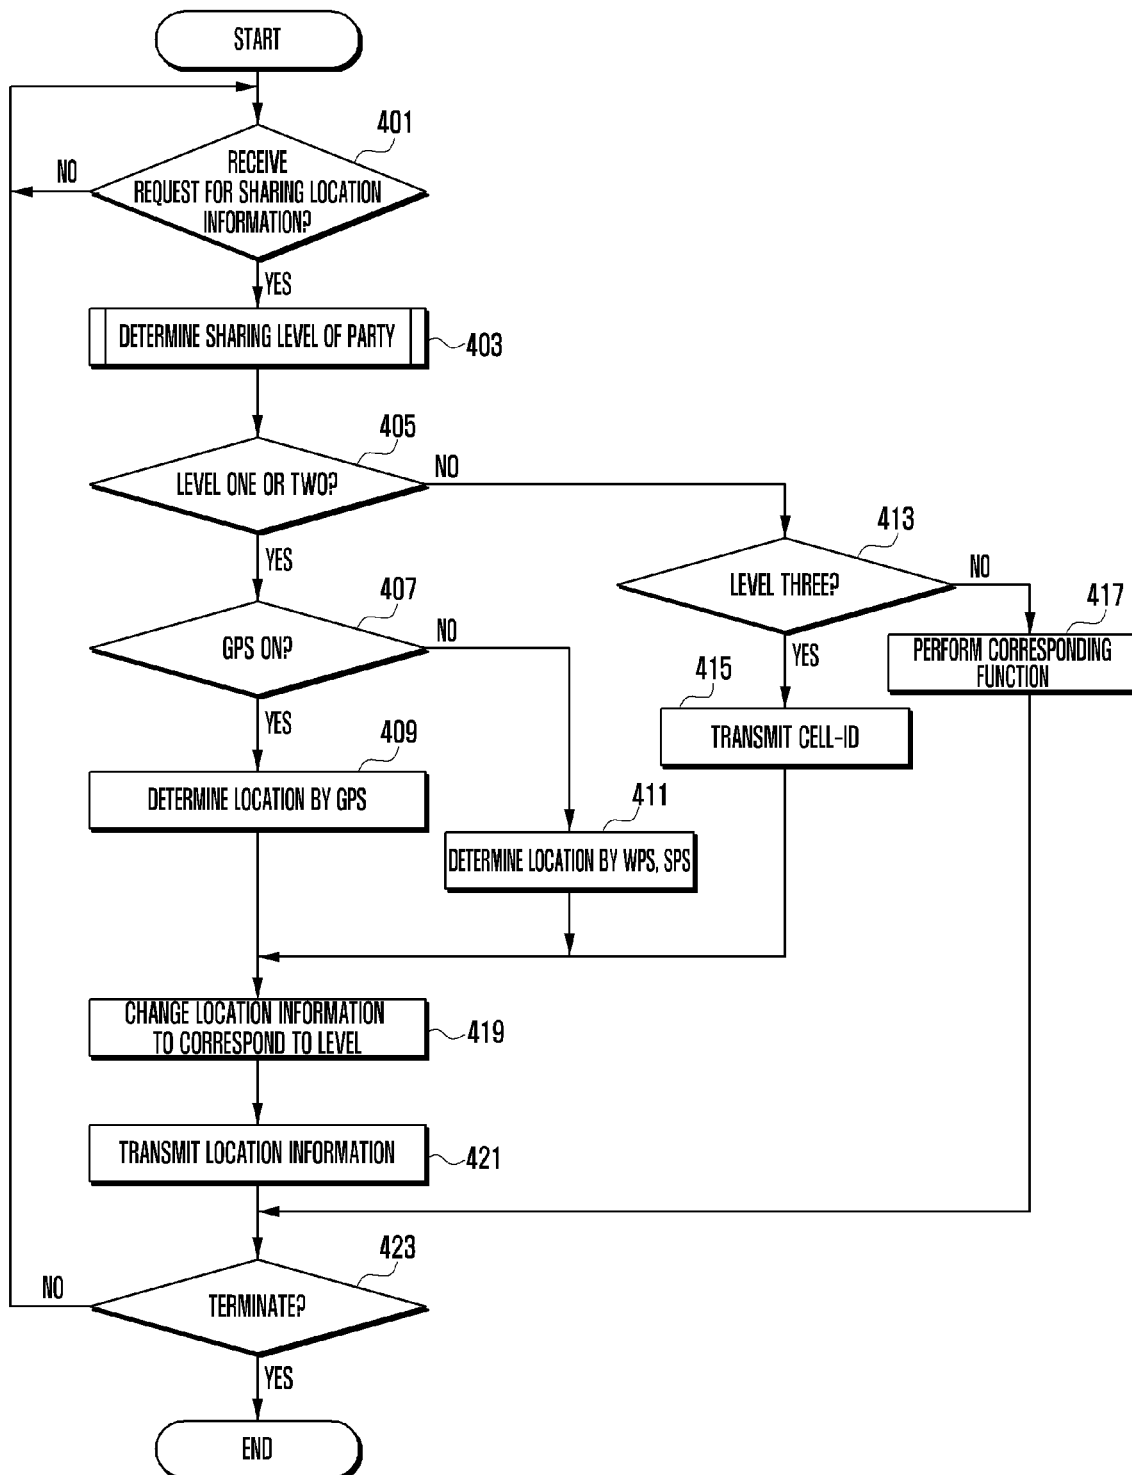 START
401
RECEIVE
REQUEST FOR SHARING LOCATION
INFORMATION?
NO
YES
DETERMINE SHARING LEVEL OF PARTY
403
405
LEVEL ONE OR TWO?
NO
YES
413
LEVEL THREE?
NO
YES
407
GPS ON?
NO
YES
417
PERFORM CORRESPONDING
FUNCTION
415
TRANSMIT CELL-ID
409
DETERMINE LOCATION BY GPS
411
DETERMINE LOCATION BY WPS, SPS
CHANGE LOCATION INFORMATION
TO CORRESPOND TO LEVEL
419
TRANSMIT LOCATION INFORMATION
421
423
TERMINATE?
NO
YES
END